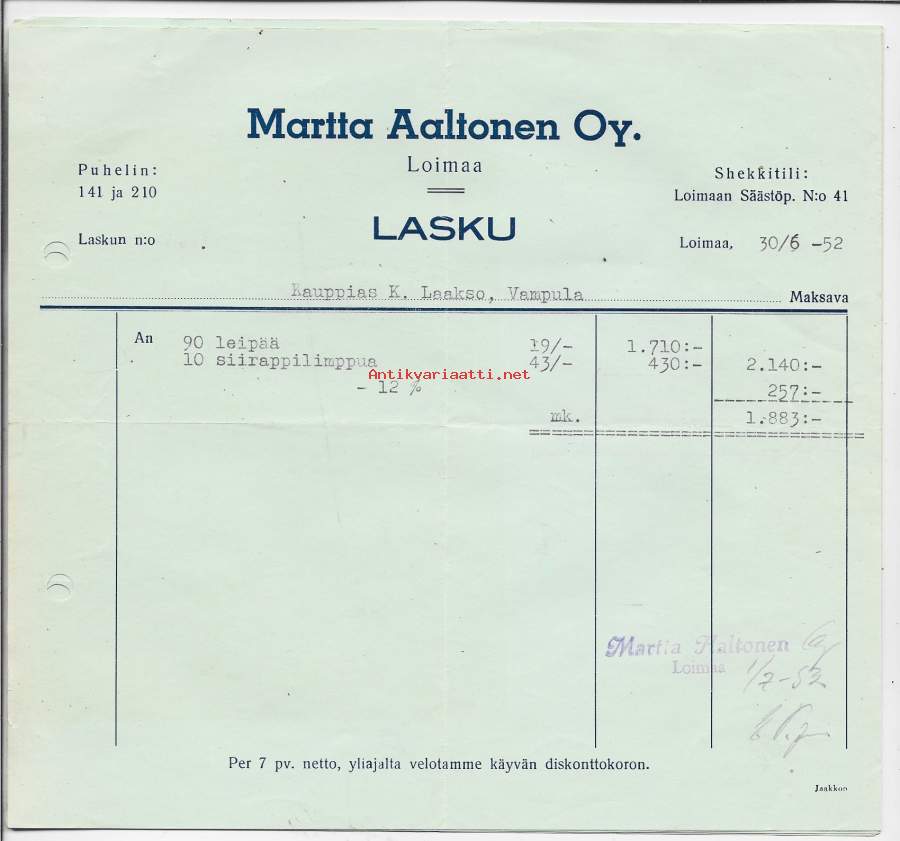 Martta Aaltonen Oy.
Loimaa
Puhelin:
141 ja 210
Shekkitili:
Loimaan Säästöp. N:o 41
LASKU
Laskun n:o
Loimaa, 30/6 -52
Kauppias K. Laakso, Vampula Maksava
An 90 leipää 19/- 1.710:-
10 siirappilimppua 43/- 430:- 2.140:-
Antikvariaatti.net
- 12 % 257:-
mk. 1.883:-
Martta Aaltonen Oy
Loimaa 1/7-52
Per 7 pv. netto, yliajalta velotamme käyvän diskonttokoron.
Jaakkoo